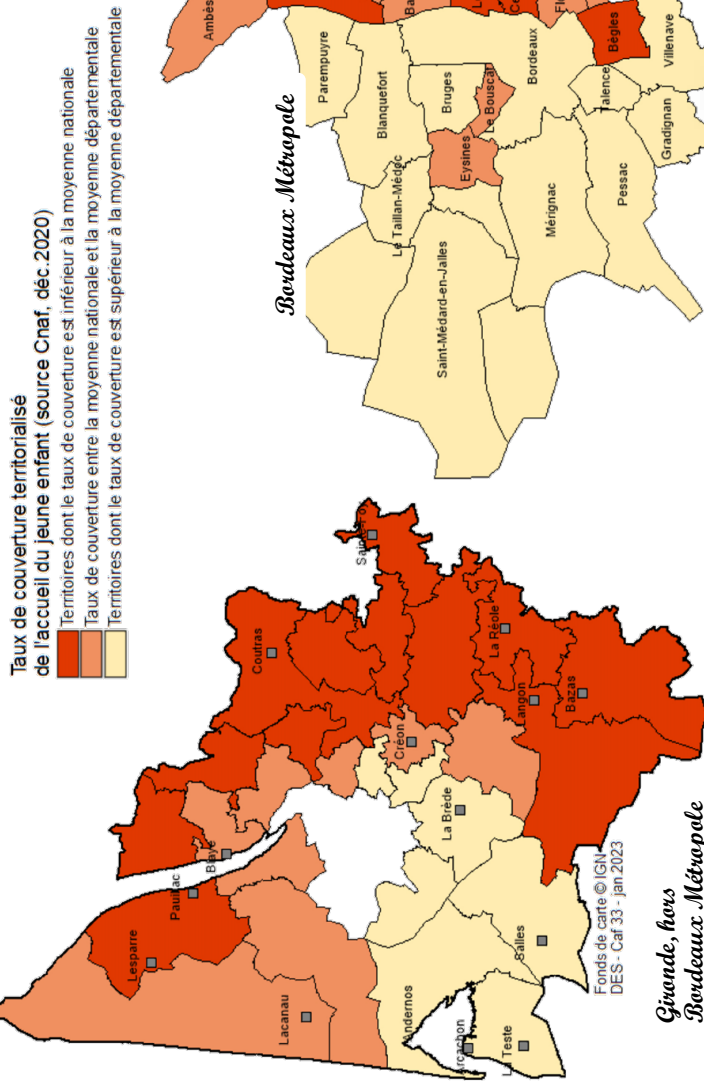 Taux de couverture territorialisé
de l'accueil du jeune enfant (source Cnaf, déc.2020)
Territoires dont le taux de couverture est inférieur à la moyenne nationale
Taux de couverture entre la moyenne nationale et la moyenne départementale
Territoires dont le taux de couverture est supérieur à la moyenne départementale
Lesparre
Pauillac
Blaye
Lacanau
Coutras
Créon
La Réole
Langon
Bazas
La Brède
Andernos
Arcachon
La Teste
Salles
Fonds de carte © IGN
DES - Caf 33 - jan.2023
Gironde, hors
Bordeaux Métropole
Bordeaux Métropole
Ambès
Parempuyre
Blanquefort
Bruges
Le Bouscat
Eysines
Le Taillan-Médoc
Saint-Médard-en-Jalles
Bordeaux
Mérignac
Pessac
Talence
Gradignan
Bègles
Villenave